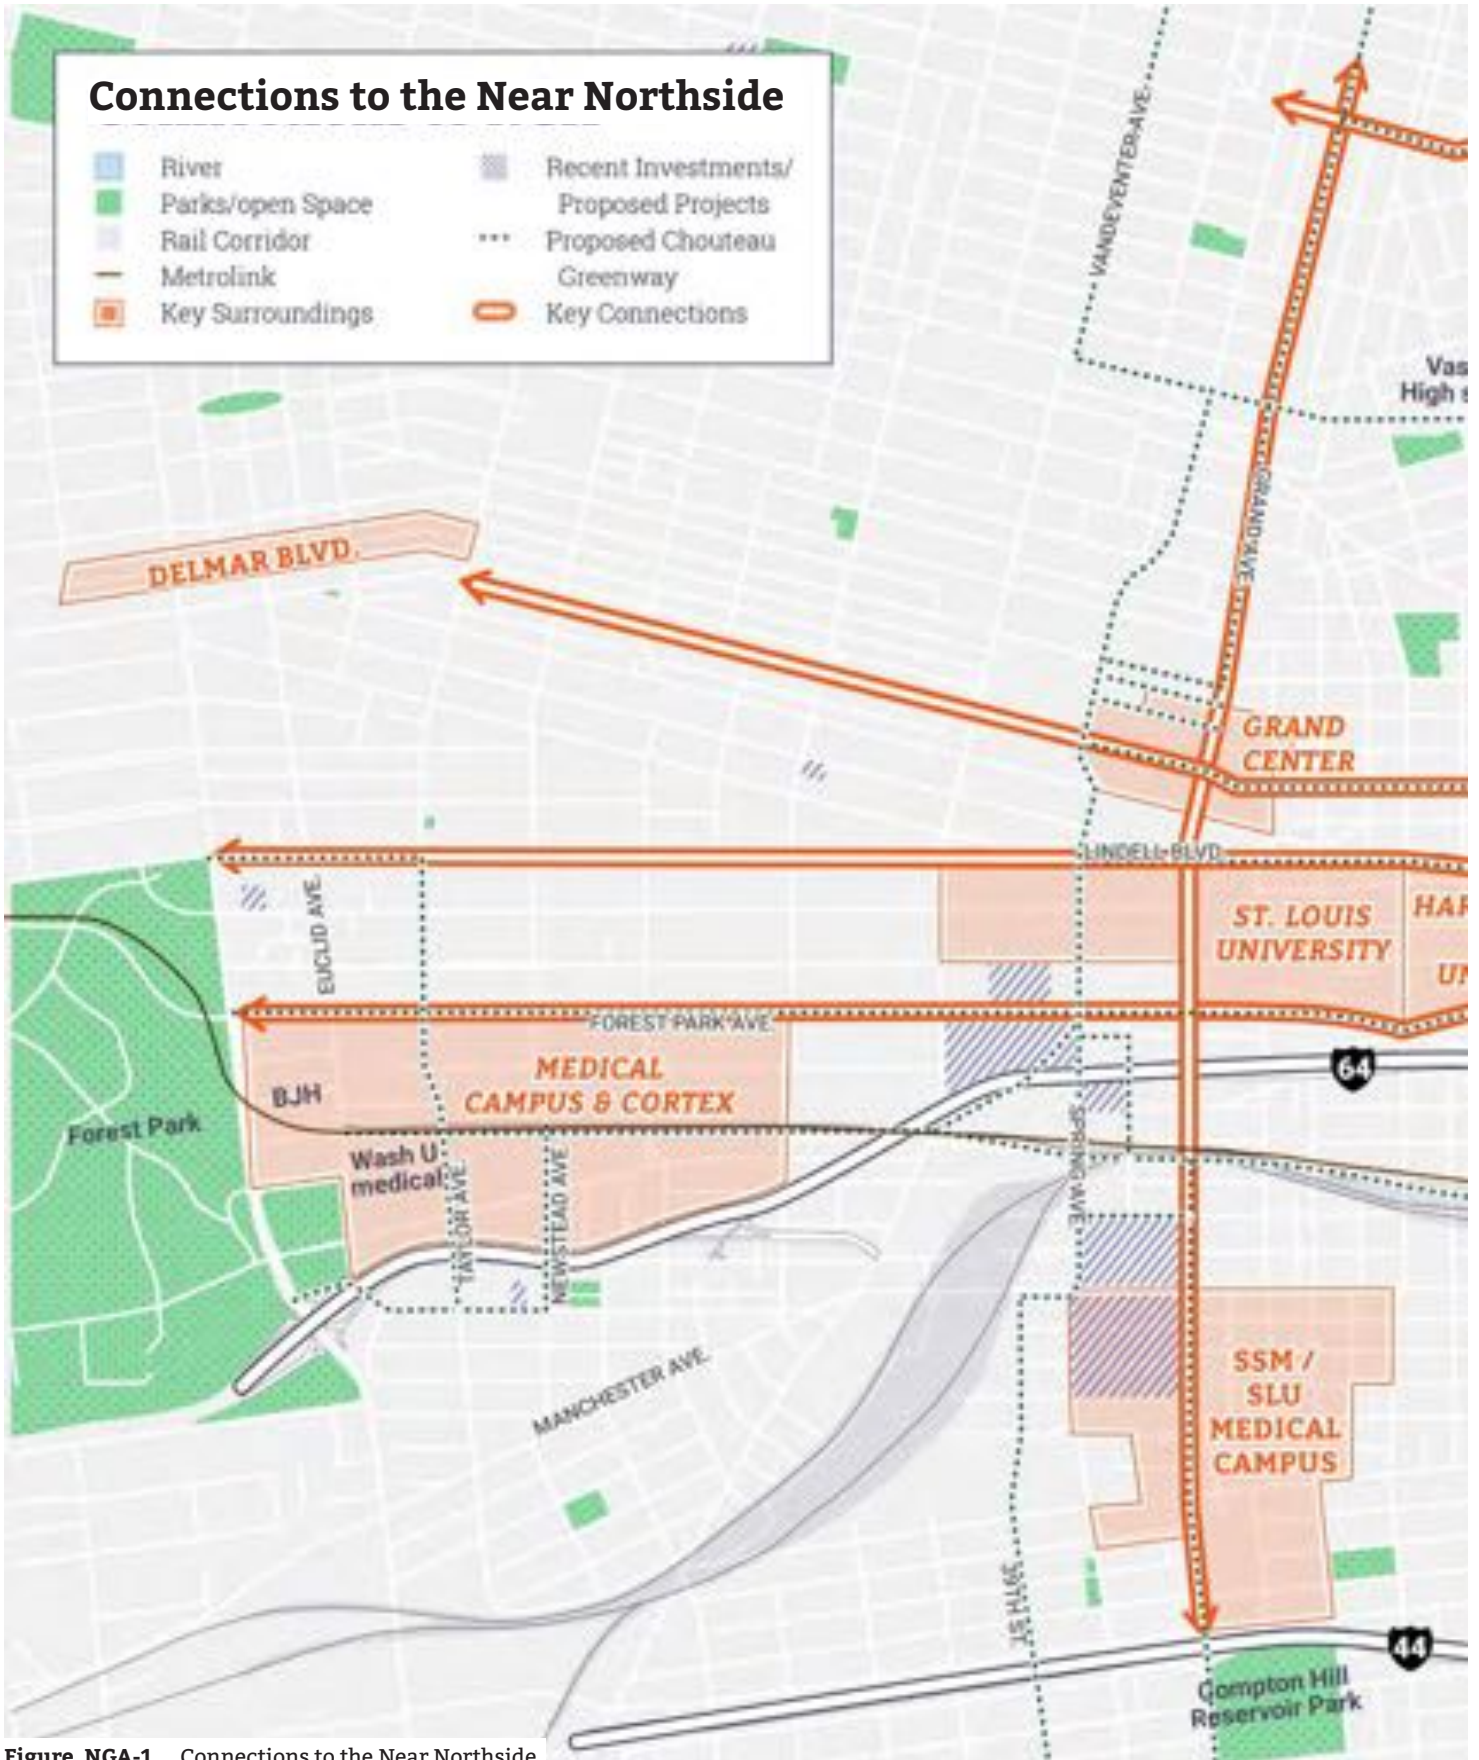 Connections to the Near Northside
River
Parks/open Space
Rail Corridor
Metrolink
Key Surroundings
Recent Investments/
Proposed Projects
Proposed Chouteau
Greenway
Key Connections
VANDEVENTER AVE.
Vas
High s
GRAND AVE
DELMAR BLVD.
GRAND
CENTER
LINDELL BLVD.
EUCLID AVE.
ST. LOUIS
UNIVERSITY
HAR
UN
FOREST PARK AVE.
64
MEDICAL
CAMPUS & CORTEX
BJH
Forest Park
Wash U
medical
TAYLOR AVE.
NEWSTEAD AVE
SPRING AVE.
MANCHESTER AVE.
SSM /
SLU
MEDICAL
CAMPUS
39TH ST.
44
Compton Hill
Reservoir Park
Figure NGA-1 Connections to the Near Northside